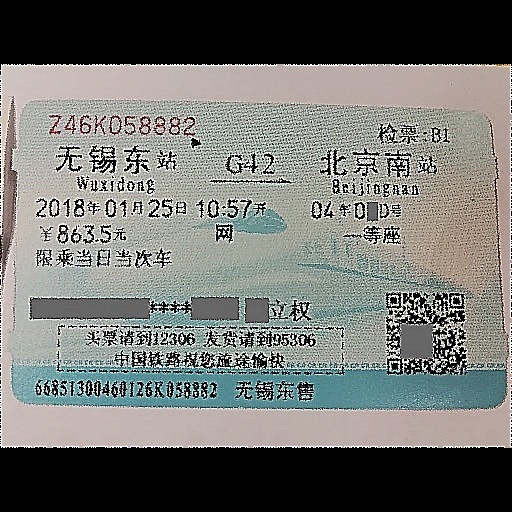 Z46K058882
检票:B1
无锡东站 G42 北京南站
Wuxidong Beijingnan
2018年01月25日 10:57开 04车0 D号
￥863.5元 网 一等座
限乘当日当次车
**** 立权
买票请到12306 发货请到95306
中国铁路祝您旅途愉快
66851300460126K058882 无锡东售